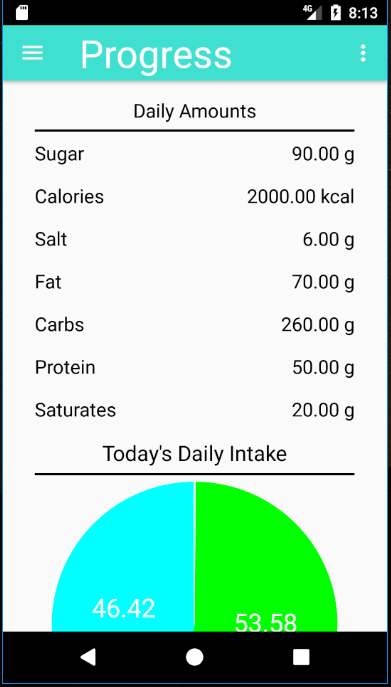 4G 8:13
Progress
Daily Amounts
Sugar 90.00 g
Calories 2000.00 kcal
Salt 6.00 g
Fat 70.00 g
Carbs 260.00 g
Protein 50.00 g
Saturates 20.00 g
Today's Daily Intake
46.42
53.58